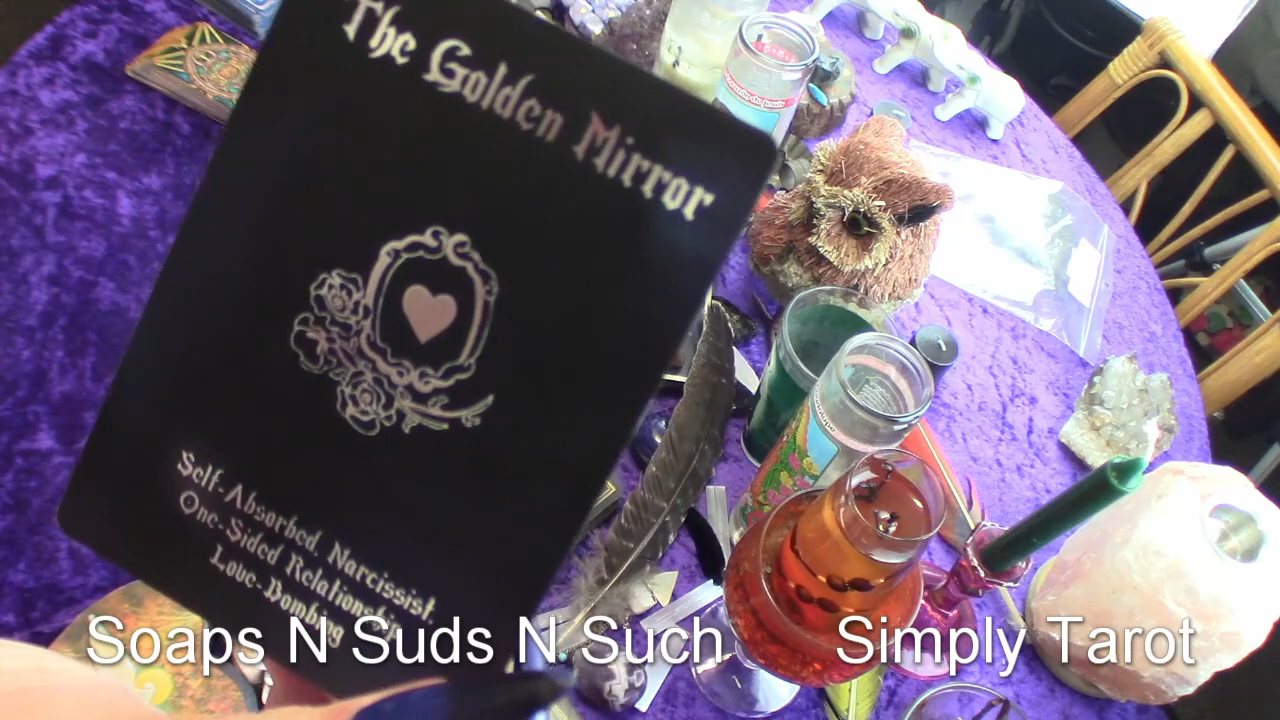 The Golden Mirror
Self-Absorbed, Narcissist,
One-Sided Relationship
Love-Bombing
Soaps N Suds N Such Simply Tarot